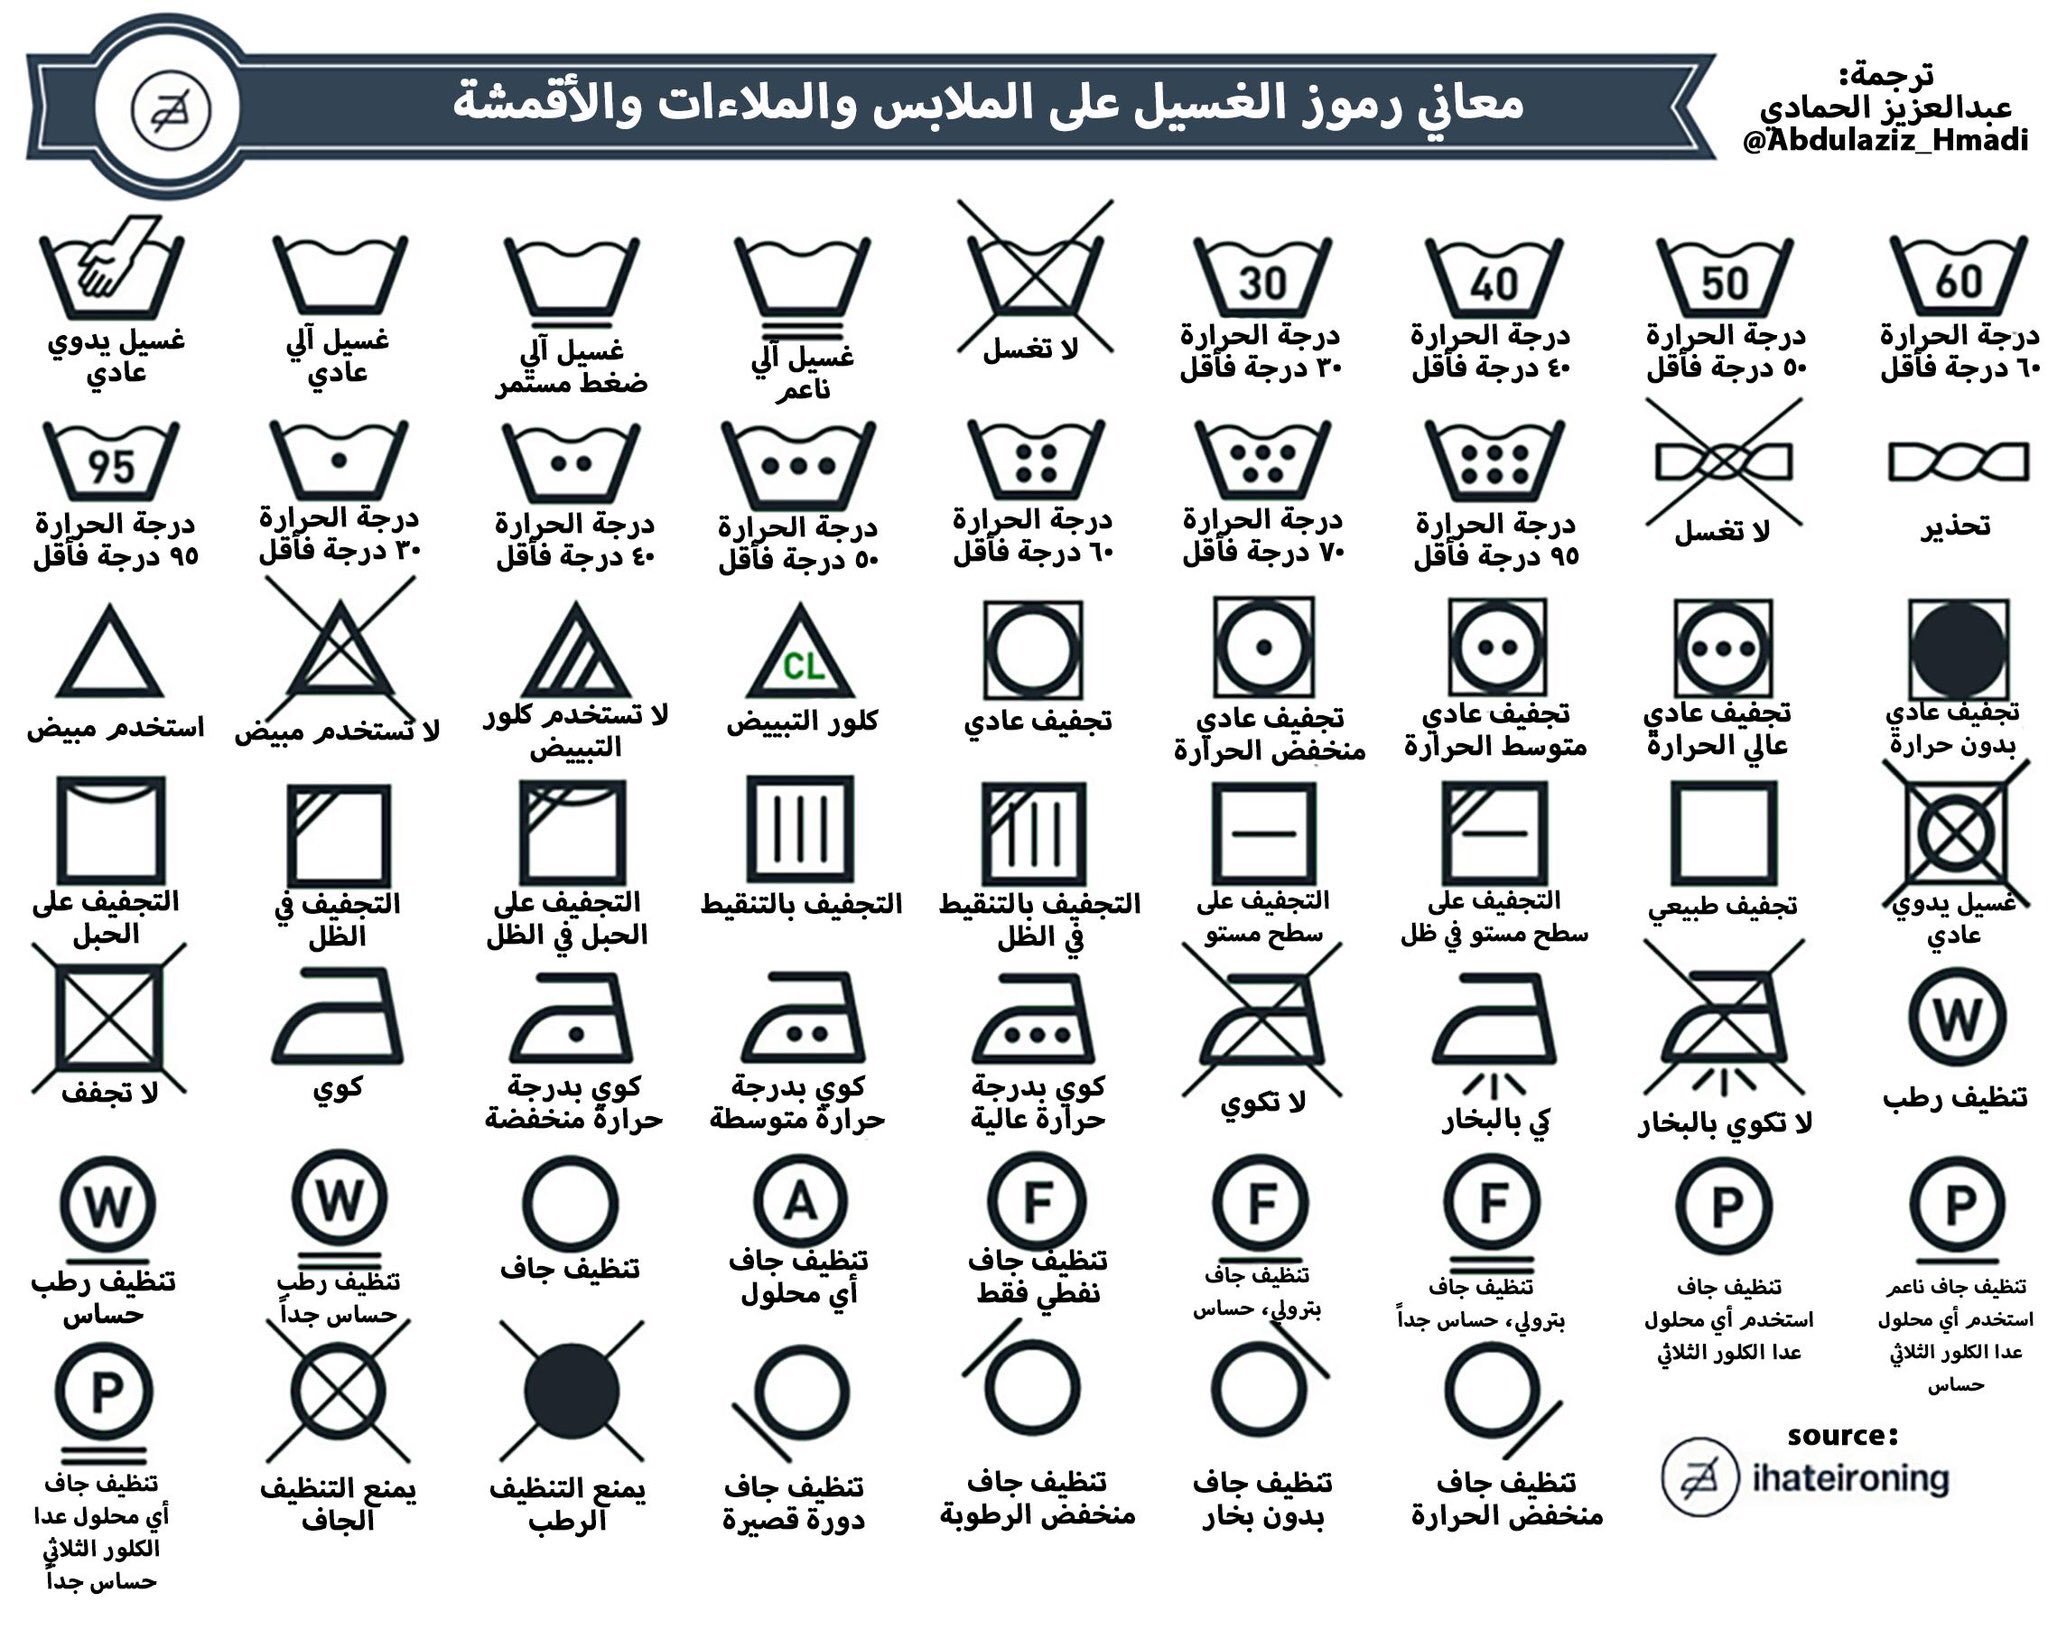 معاني رموز الغسيل على الملابس والملاءات والأقمشة
ترجمة:
عبدالعزيز الحمادي
@Abdulaziz_Hmadi
30
40
50
60
غسيل يدوي
عادي
غسيل آلي
عادي
غسيل آلي
ضغط مستمر
غسيل آلي
ناعم
لا تغسل
درجة الحرارة
٣٠ درجة فأقل
درجة الحرارة
٤٠ درجة فأقل
درجة الحرارة
٥٠ درجة فأقل
درجة الحرارة
٦٠ درجة فأقل
95
درجة الحرارة
٩٥ درجة فأقل
درجة الحرارة
٣٠ درجة فأقل
درجة الحرارة
٤٠ درجة فأقل
درجة الحرارة
٥٠ درجة فأقل
درجة الحرارة
٦٠ درجة فأقل
درجة الحرارة
٧٠ درجة فأقل
درجة الحرارة
٩٥ درجة فأقل
لا تغسل
تحذير
CL
استخدم مبيض
لا تستخدم مبيض
لا تستخدم كلور
التبييض
كلور التبييض
تجفيف عادي
تجفيف عادي
منخفض الحرارة
تجفيف عادي
متوسط الحرارة
تجفيف عادي
عالي الحرارة
تجفيف عادي
بدون حرارة
التجفيف على
الحبل
التجفيف في
الظل
التجفيف على
الحبل في الظل
التجفيف بالتنقيط
التجفيف بالتنقيط
في الظل
التجفيف على
سطح مستو
التجفيف على
سطح مستو في ظل
تجفيف طبيعي
غسيل يدوي
عادي
W
لا تجفف
كوي
كوي بدرجة
حرارة منخفضة
كوي بدرجة
حرارة متوسطة
كوي بدرجة
حرارة عالية
لا تكوي
كي بالبخار
لا تكوي بالبخار
تنظيف رطب
W
W
A
F
F
F
P
P
تنظيف رطب
حساس
تنظيف رطب
حساس جداً
تنظيف جاف
تنظيف جاف
أي محلول
تنظيف جاف
نفطي فقط
تنظيف جاف
بترولي، حساس
تنظيف جاف
بترولي، حساس جداً
تنظيف جاف
استخدم أي محلول
عدا الكلور الثلاثي
تنظيف جاف ناعم
استخدم أي محلول
عدا الكلور الثلاثي
حساس
P
تنظيف جاف
أي محلول عدا
الكلور الثلاثي
حساس جداً
يمنع التنظيف
الجاف
يمنع التنظيف
الرطب
تنظيف جاف
دورة قصيرة
تنظيف جاف
منخفض الرطوبة
تنظيف جاف
بدون بخار
تنظيف جاف
منخفض الحرارة
source:
ihateironing